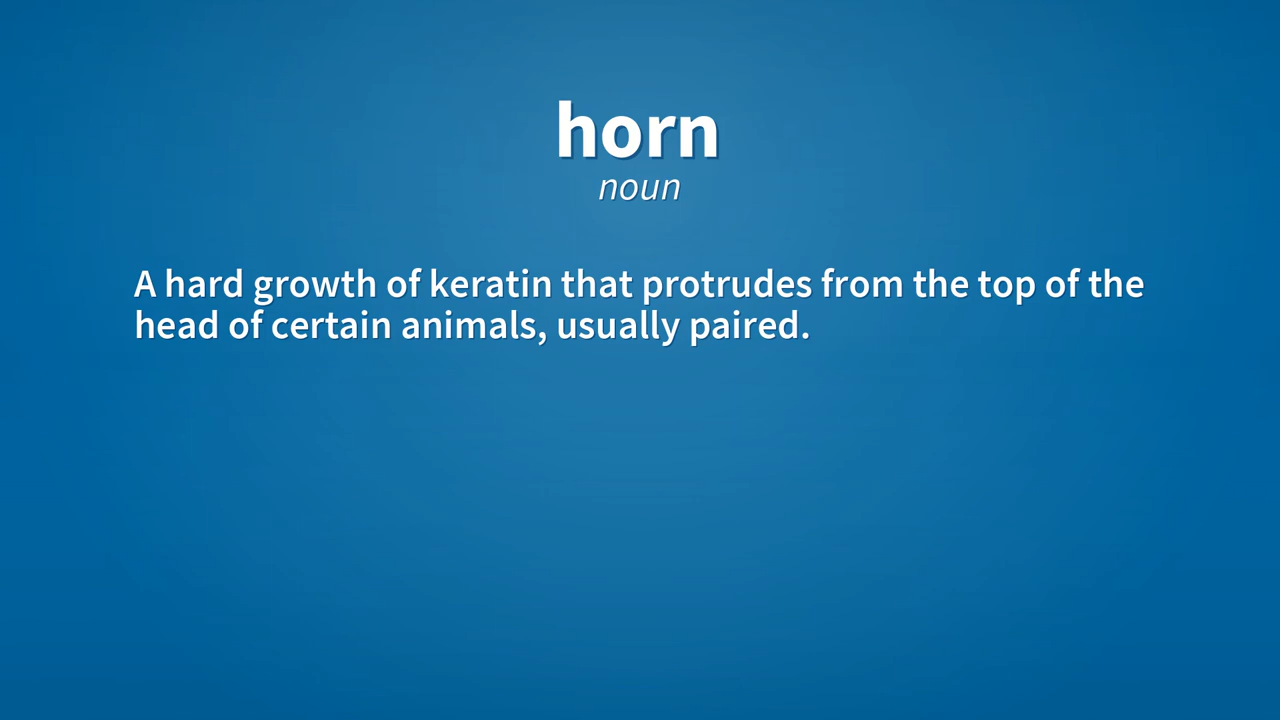 horn
noun
A hard growth of keratin that protrudes from the top of the
head of certain animals, usually paired.